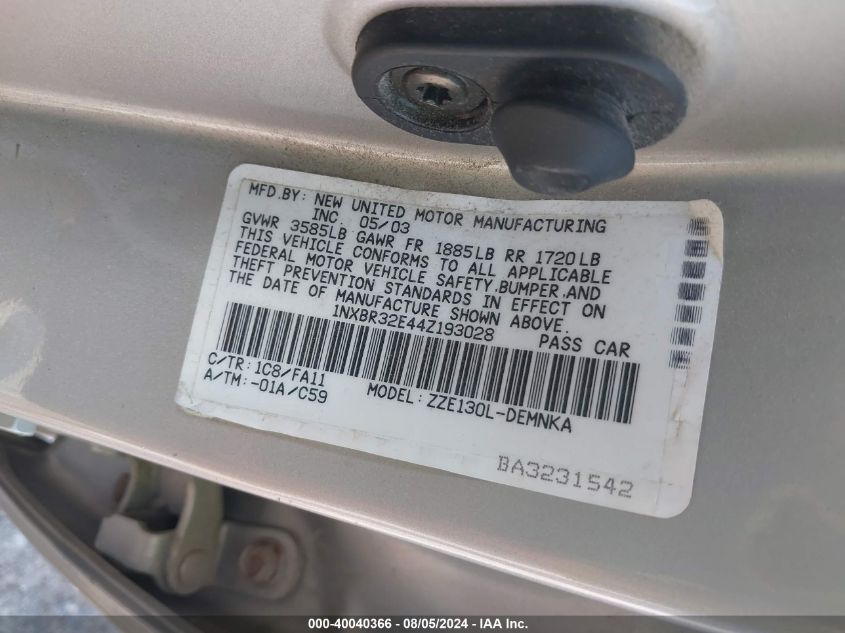 MFD.BY: NEW UNITED MOTOR MANUFACTURING
INC 05/03
GVWR 3585LB GAWR FR 1885LB RR 1720LB
THIS VEHICLE CONFORMS TO ALL APPLICABLE
FEDERAL MOTOR VEHICLE SAFETY,BUMPER,AND
THEFT PREVENTION STANDARDS IN EFFECT ON
THE DATE OF MANUFACTURE SHOWN ABOVE.
1NXBR32E44Z193028 PASS CAR
C/TR:1C8/FA11
A/TM:-01A/C59 MODEL:ZZE130L-DEMNKA
BA3231542
000-40040366 - 08/05/2024 - IAA Inc.